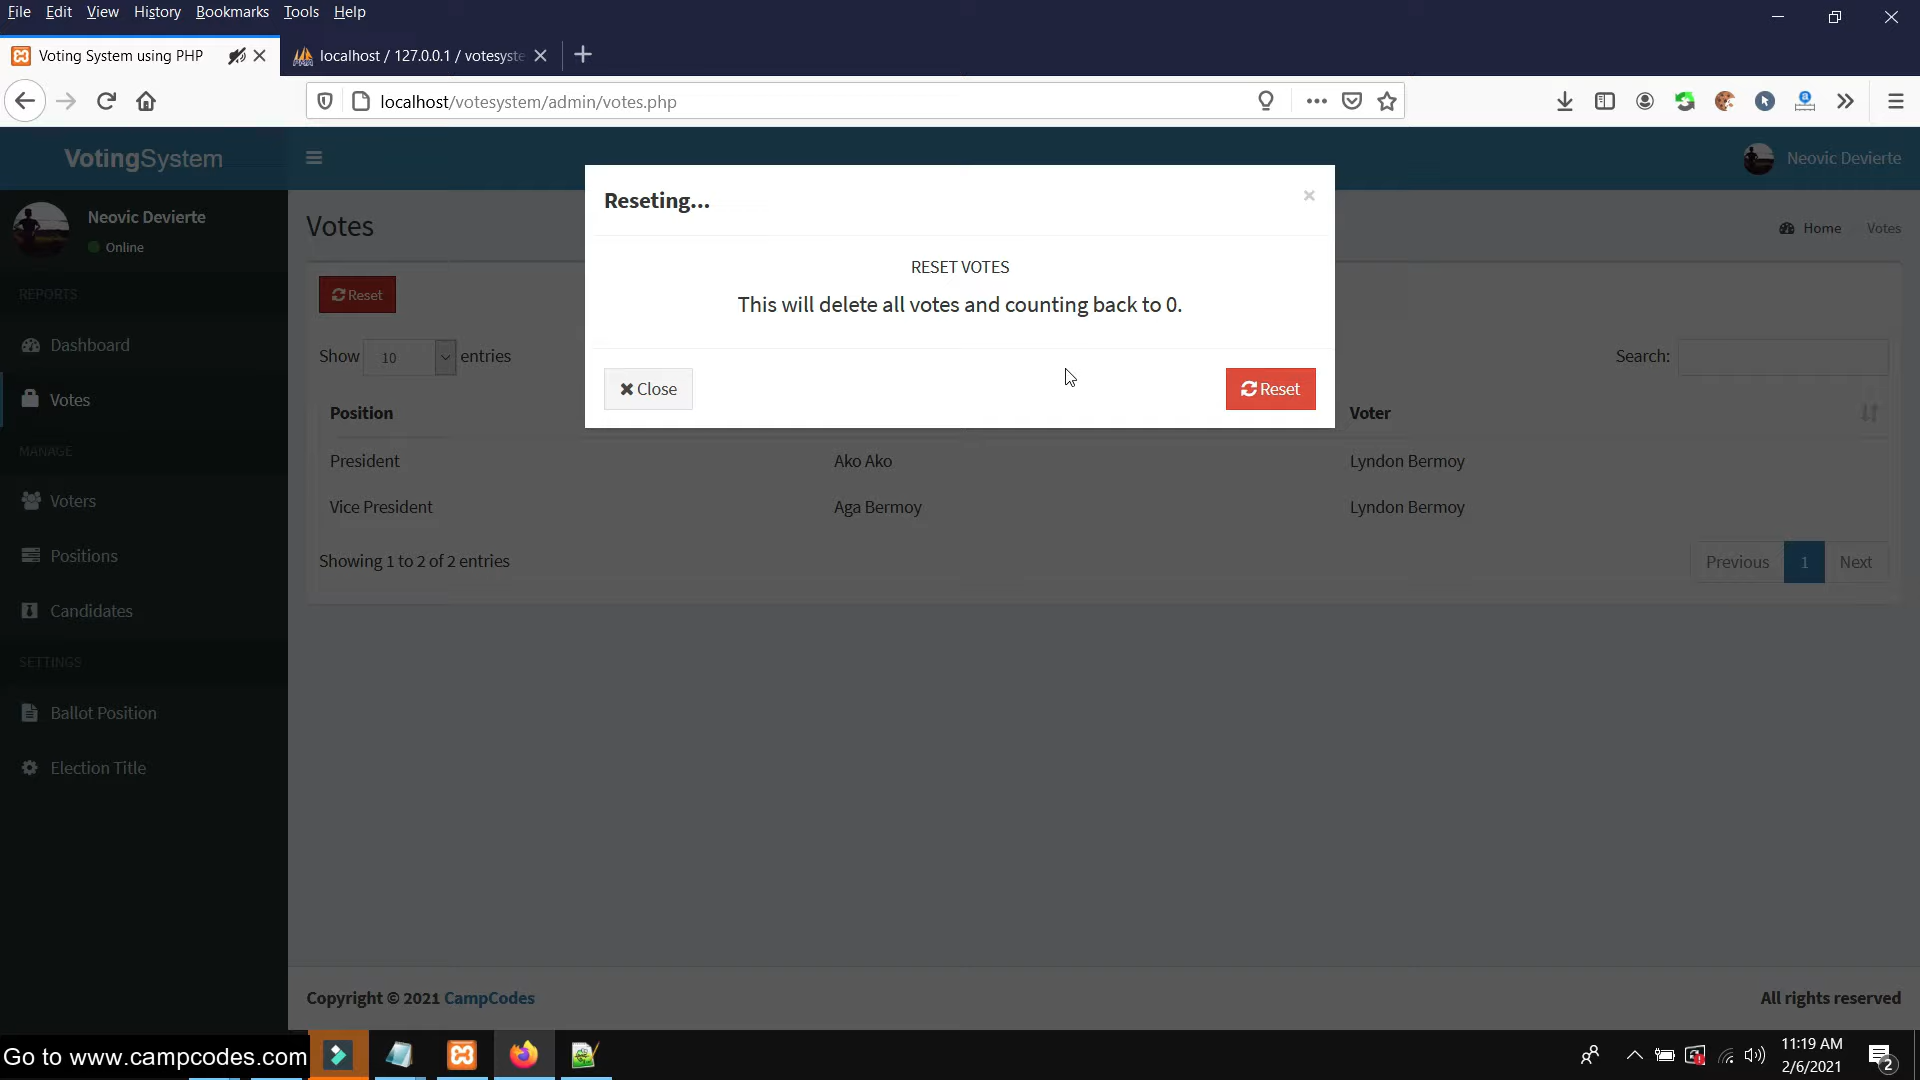 File Edit View History Bookmarks Tools Help
Voting System using PHP
localhost / 127.0.0.1 / votesyste
localhost/votesystem/admin/votes.php
VotingSystem
Neovic Devierte
Neovic Devierte
Online
REPORTS
Dashboard
Votes
MANAGE
Voters
Positions
Candidates
SETTINGS
Ballot Position
Election Title
Votes
Home Votes
Reset
Show 10 entries
Search:
Position Voter
President Ako Ako Lyndon Bermoy
Vice President Aga Bermoy Lyndon Bermoy
Showing 1 to 2 of 2 entries
Previous 1 Next
Reseting...
×
RESET VOTES
This will delete all votes and counting back to 0.
Close
Reset
Copyright © 2021 CampCodes
All rights reserved
Go to www.campcodes.com
11:19 AM
2/6/2021
2